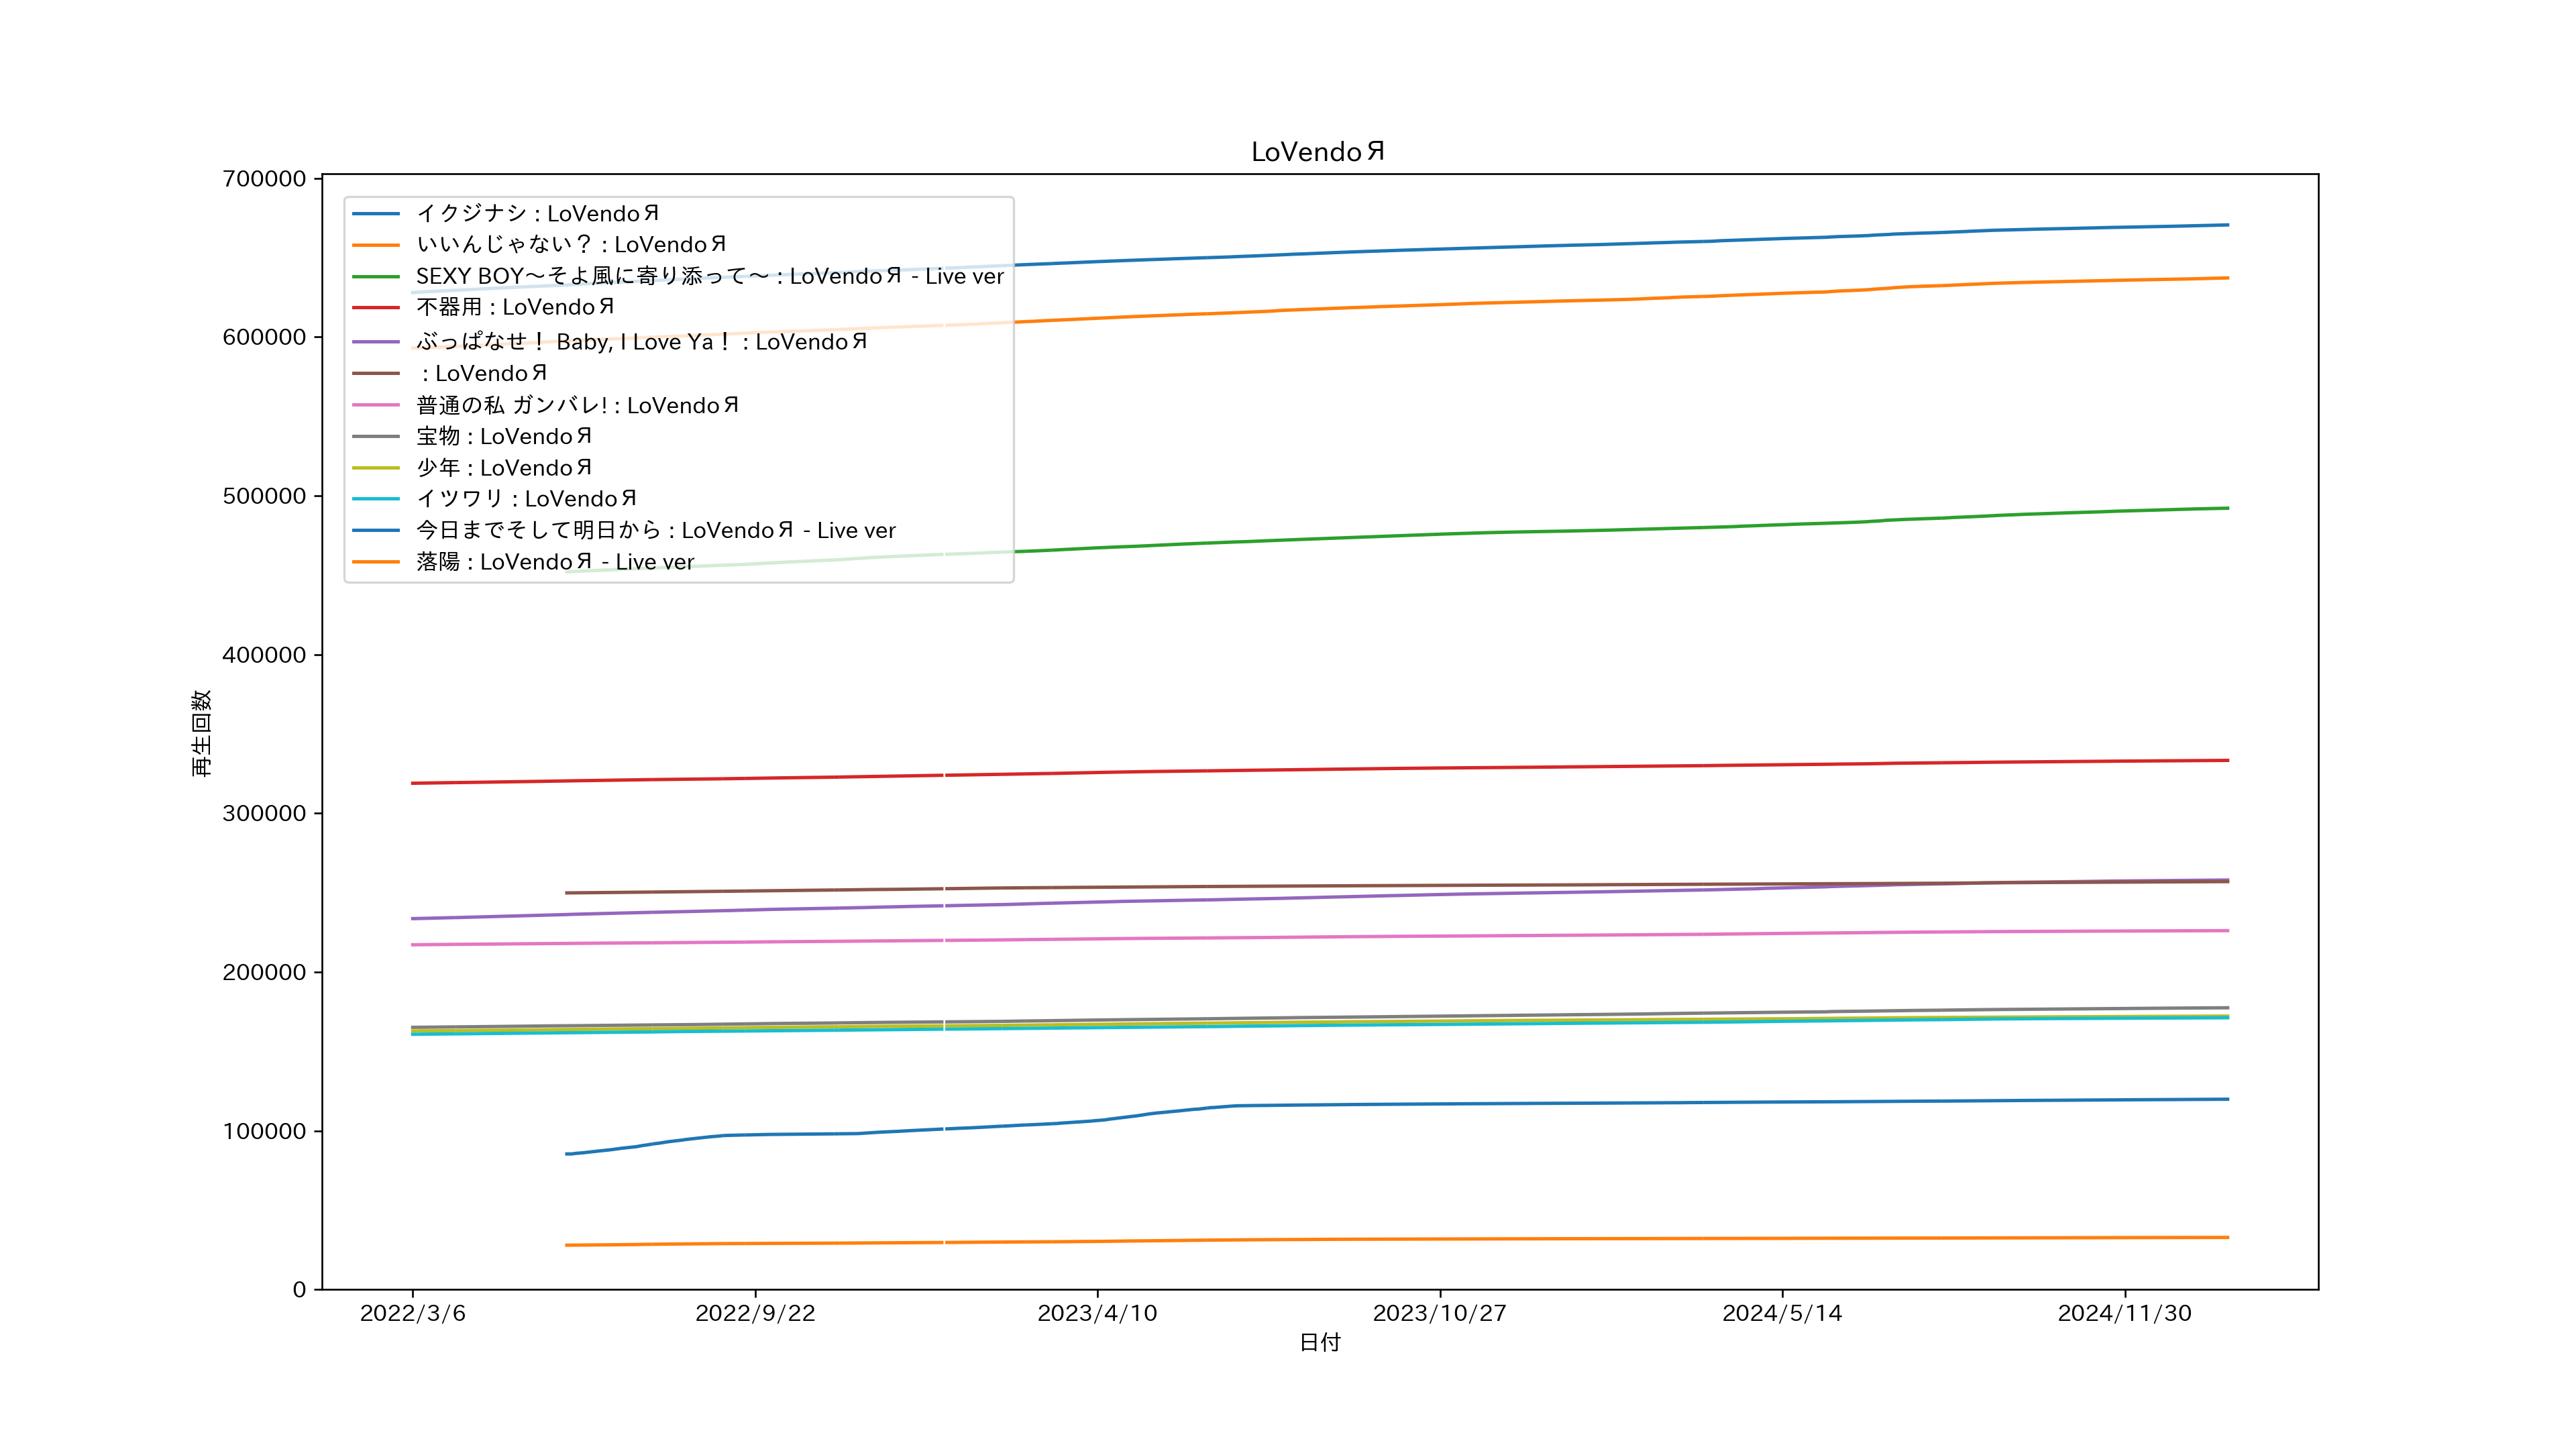 LoVendoЯ
700000
600000
500000
400000
300000
200000
100000
0
再生回数
イクジナシ : LoVendoЯ
いいんじゃない？ : LoVendoЯ
SEXY BOY～そよ風に寄り添って～ : LoVendoЯ - Live ver
不器用 : LoVendoЯ
ぶっぱなせ！ Baby, I Love Ya！ : LoVendoЯ
: LoVendoЯ
普通の私 ガンバレ! : LoVendoЯ
宝物 : LoVendoЯ
少年 : LoVendoЯ
イツワリ : LoVendoЯ
今日までそして明日から : LoVendoЯ - Live ver
落陽 : LoVendoЯ - Live ver
2022/3/6 2022/9/22 2023/4/10 2023/10/27 2024/5/14 2024/11/30
日付